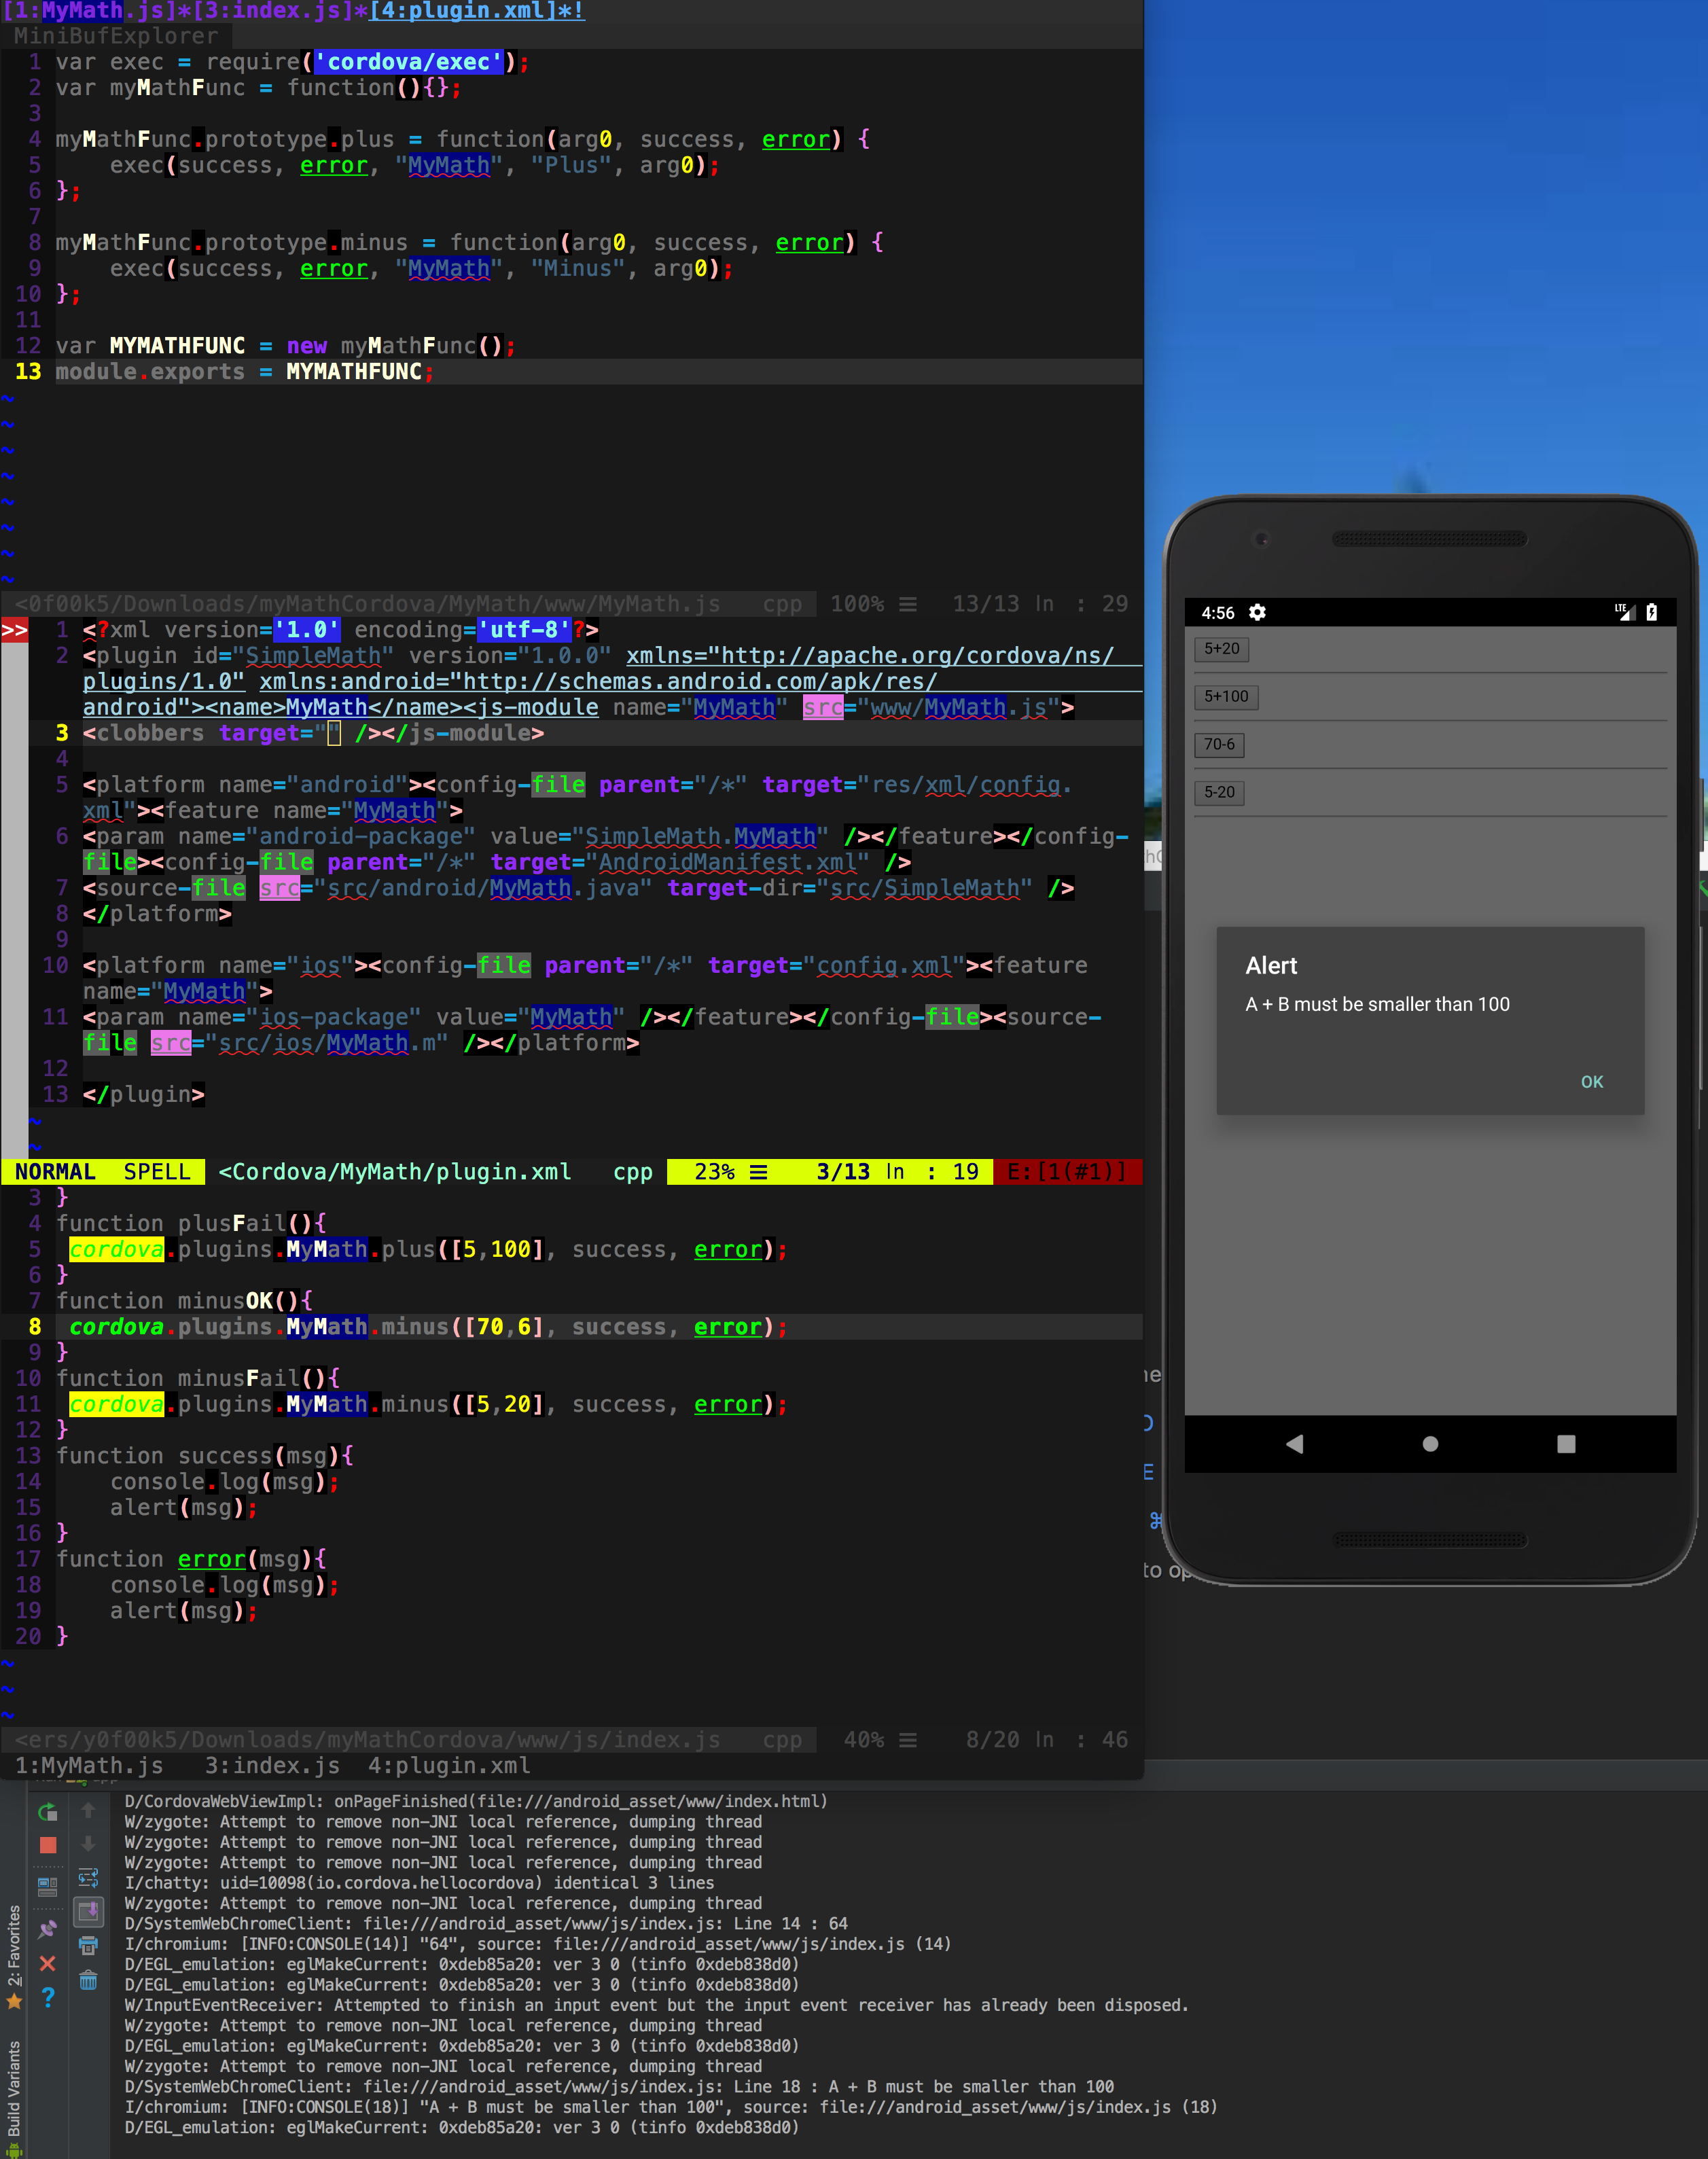 [1:MyMath.js]*[3:index.js]*[4:plugin.xml]*!
MiniBufExplorer
1 var exec = require('cordova/exec');
2 var myMathFunc = function(){};
3
4 myMathFunc.prototype.plus = function(arg0, success, error) {
5     exec(success, error, "MyMath", "Plus", arg0);
6 };
7
8 myMathFunc.prototype.minus = function(arg0, success, error) {
9     exec(success, error, "MyMath", "Minus", arg0);
10 };
11
12 var MYMATHFUNC = new myMathFunc();
13 module.exports = MYMATHFUNC;
~
~
~
~
~
~
~
~
<0f00k5/Downloads/myMathCordova/MyMath/www/MyMath.js   cpp   100% ☰   13/13 ln : 29
>> 1 <?xml version='1.0' encoding='utf-8'?>
2 <plugin id="SimpleMath" version="1.0.0" xmlns="http://apache.org/cordova/ns/
plugins/1.0" xmlns:android="http://schemas.android.com/apk/res/
android"><name>MyMath</name><js-module name="MyMath" src="www/MyMath.js">
3 <clobbers target="" /></js-module>
4
5 <platform name="android"><config-file parent="/*" target="res/xml/config.
xml"><feature name="MyMath">
6 <param name="android-package" value="SimpleMath.MyMath" /></feature></config-
file><config-file parent="/*" target="AndroidManifest.xml" />
7 <source-file src="src/android/MyMath.java" target-dir="src/SimpleMath" />
8 </platform>
9
10 <platform name="ios"><config-file parent="/*" target="config.xml"><feature
name="MyMath">
11 <param name="ios-package" value="MyMath" /></feature></config-file><source-
file src="src/ios/MyMath.m" /></platform>
12
13 </plugin>
~
~
NORMAL  SPELL  <Cordova/MyMath/plugin.xml   cpp   23% ☰   3/13 ln : 19   E:[1(#1)]
3 }
4 function plusFail(){
5  cordova.plugins.MyMath.plus([5,100], success, error);
6 }
7 function minusOK(){
8  cordova.plugins.MyMath.minus([70,6], success, error);
9 }
10 function minusFail(){
11  cordova.plugins.MyMath.minus([5,20], success, error);
12 }
13 function success(msg){
14     console.log(msg);
15     alert(msg);
16 }
17 function error(msg){
18     console.log(msg);
19     alert(msg);
20 }
~
~
~
<ers/y0f00k5/Downloads/myMathCordova/www/js/index.js   cpp   40% ☰   8/20 ln : 46
1:MyMath.js   3:index.js  4:plugin.xml
4:56
LTE
5+20
5+100
70-6
5-20
Alert
A + B must be smaller than 100
OK
to op
2: Favorites
Build Variants
D/CordovaWebViewImpl: onPageFinished(file:///android_asset/www/index.html)
W/zygote: Attempt to remove non-JNI local reference, dumping thread
W/zygote: Attempt to remove non-JNI local reference, dumping thread
W/zygote: Attempt to remove non-JNI local reference, dumping thread
I/chatty: uid=10098(io.cordova.hellocordova) identical 3 lines
W/zygote: Attempt to remove non-JNI local reference, dumping thread
D/SystemWebChromeClient: file:///android_asset/www/js/index.js: Line 14 : 64
I/chromium: [INFO:CONSOLE(14)] "64", source: file:///android_asset/www/js/index.js (14)
D/EGL_emulation: eglMakeCurrent: 0xdeb85a20: ver 3 0 (tinfo 0xdeb838d0)
D/EGL_emulation: eglMakeCurrent: 0xdeb85a20: ver 3 0 (tinfo 0xdeb838d0)
W/InputEventReceiver: Attempted to finish an input event but the input event receiver has already been disposed.
W/zygote: Attempt to remove non-JNI local reference, dumping thread
D/EGL_emulation: eglMakeCurrent: 0xdeb85a20: ver 3 0 (tinfo 0xdeb838d0)
W/zygote: Attempt to remove non-JNI local reference, dumping thread
D/SystemWebChromeClient: file:///android_asset/www/js/index.js: Line 18 : A + B must be smaller than 100
I/chromium: [INFO:CONSOLE(18)] "A + B must be smaller than 100", source: file:///android_asset/www/js/index.js (18)
D/EGL_emulation: eglMakeCurrent: 0xdeb85a20: ver 3 0 (tinfo 0xdeb838d0)